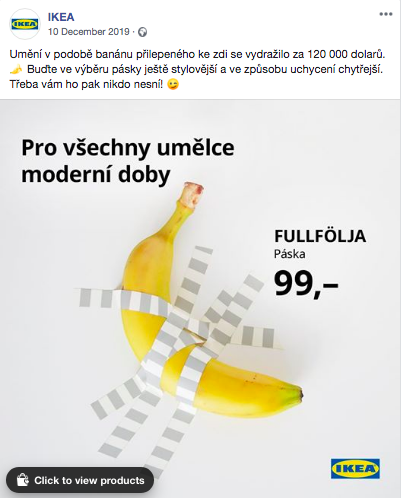 IKEA
IKEA
10 December 2019 ·
Umění v podobě banánu přilepeného ke zdi se vydražilo za 120 000 dolarů.
🍌 Buďte ve výběru pásky ještě stylovější a ve způsobu uchycení chytřejší.
Třeba vám ho pak nikdo nesní! 😋
Pro všechny umělce
moderní doby
FULLFÖLJA
Páska
99,–
IKEA
Click to view products